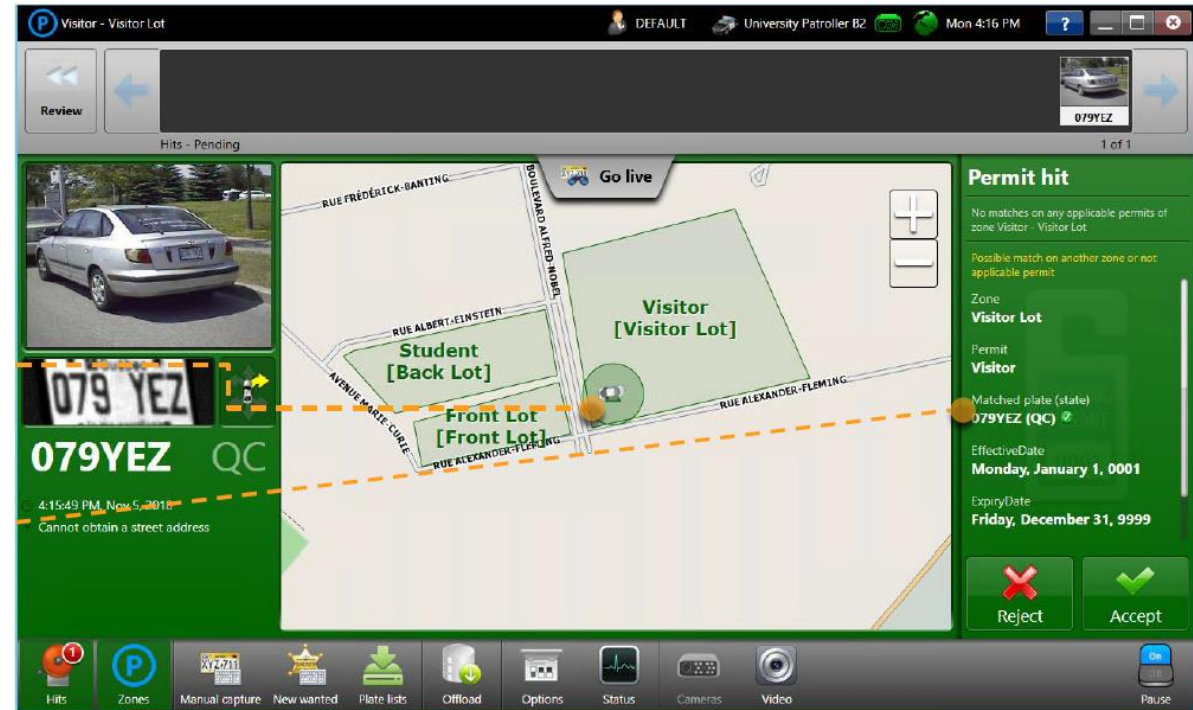 Visitor - Visitor Lot
DEFAULT
University Patroller B2
Mon 4:16 PM
?
Review
079YEZ
Hits - Pending
1 of 1
Go live
RUE FRÉDÉRICK-BANTING
BOULEVARD ALFRED-NOBEL
RUE ALBERT-EINSTEIN
AVENUE MARIE-CURIE
Visitor
[Visitor Lot]
Student
[Back Lot]
Front Lot
[Front Lot]
RUE ALEXANDER-FLEMING
RUE ALEXANDER-FLEMING
079 YEZ
079YEZ QC
4:15:49 PM, Nov 5, 2018
Cannot obtain a street address
Permit hit
No matches on any applicable permits of
zone Visitor - Visitor Lot
Possible match on another zone or not
applicable permit
Zone
Visitor Lot
Permit
Visitor
Matched plate (state)
079YEZ (QC)
EffectiveDate
Monday, January 1, 0001
ExpiryDate
Friday, December 31, 9999
Reject
Accept
1
Hits
P
Zones
XYZ-711
Manual capture
New wanted
Plate lists
Offload
Options
Status
Cameras
Video
On
Off
Pause